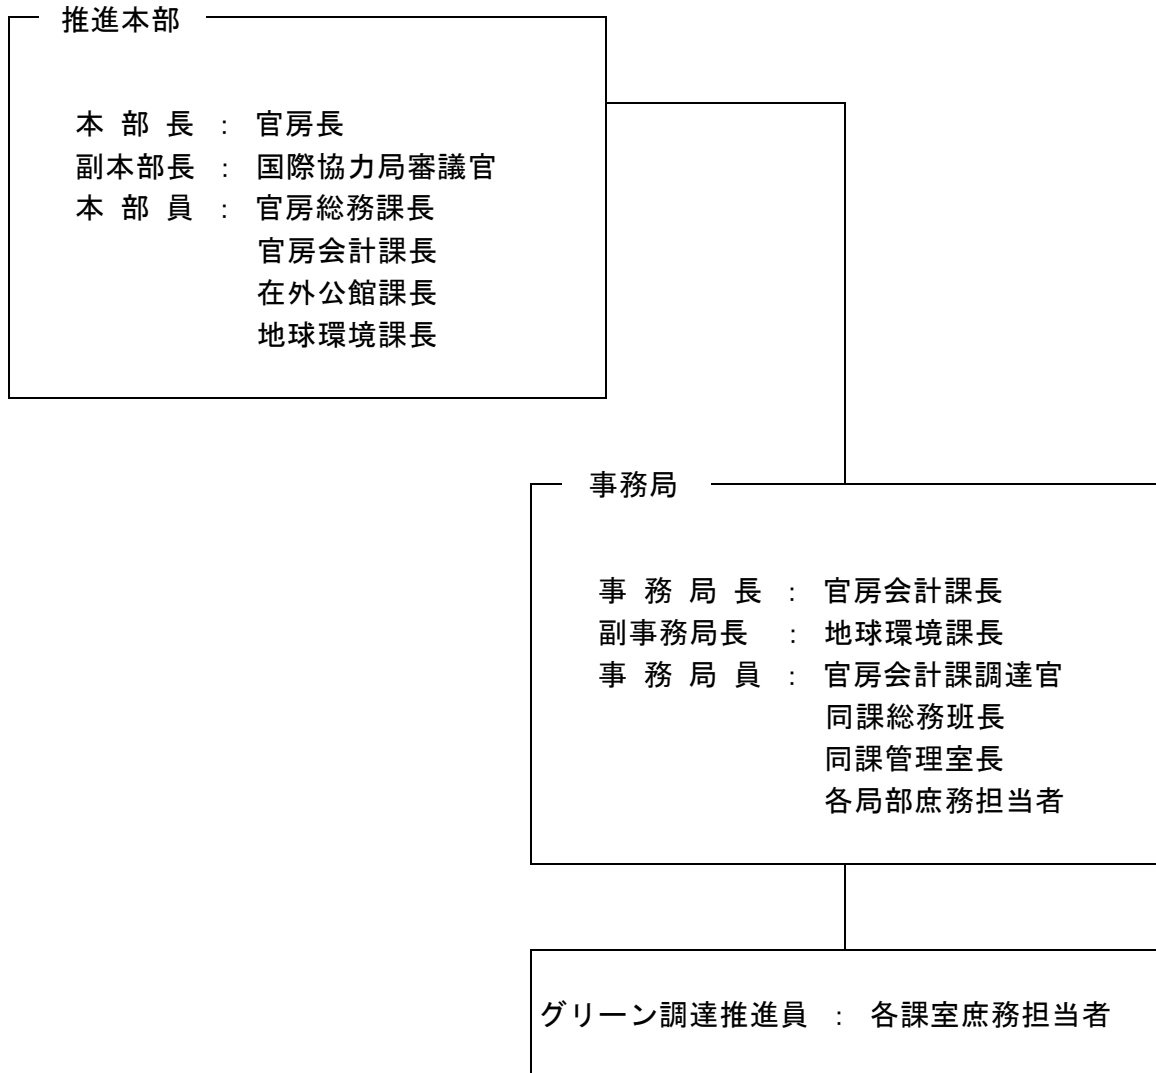 推進本部
本 部 長 ： 官房長
副本部長 ： 国際協力局審議官
本 部 員 ： 官房総務課長
官房会計課長
在外公館課長
地球環境課長
事務局
事 務 局 長 ： 官房会計課長
副事務局長 ： 地球環境課長
事 務 局 員 ： 官房会計課調達官
同課総務班長
同課管理室長
各局部庶務担当者
グリーン調達推進員 ： 各課室庶務担当者